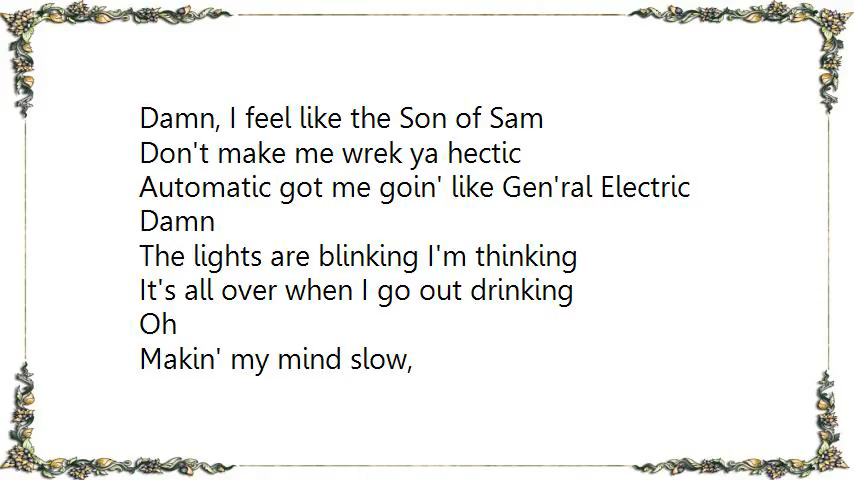 Damn, I feel like the Son of Sam
Don't make me wrek ya hectic
Automatic got me goin' like Gen'ral Electric
Damn
The lights are blinking I'm thinking
It's all over when I go out drinking
Oh
Makin' my mind slow,